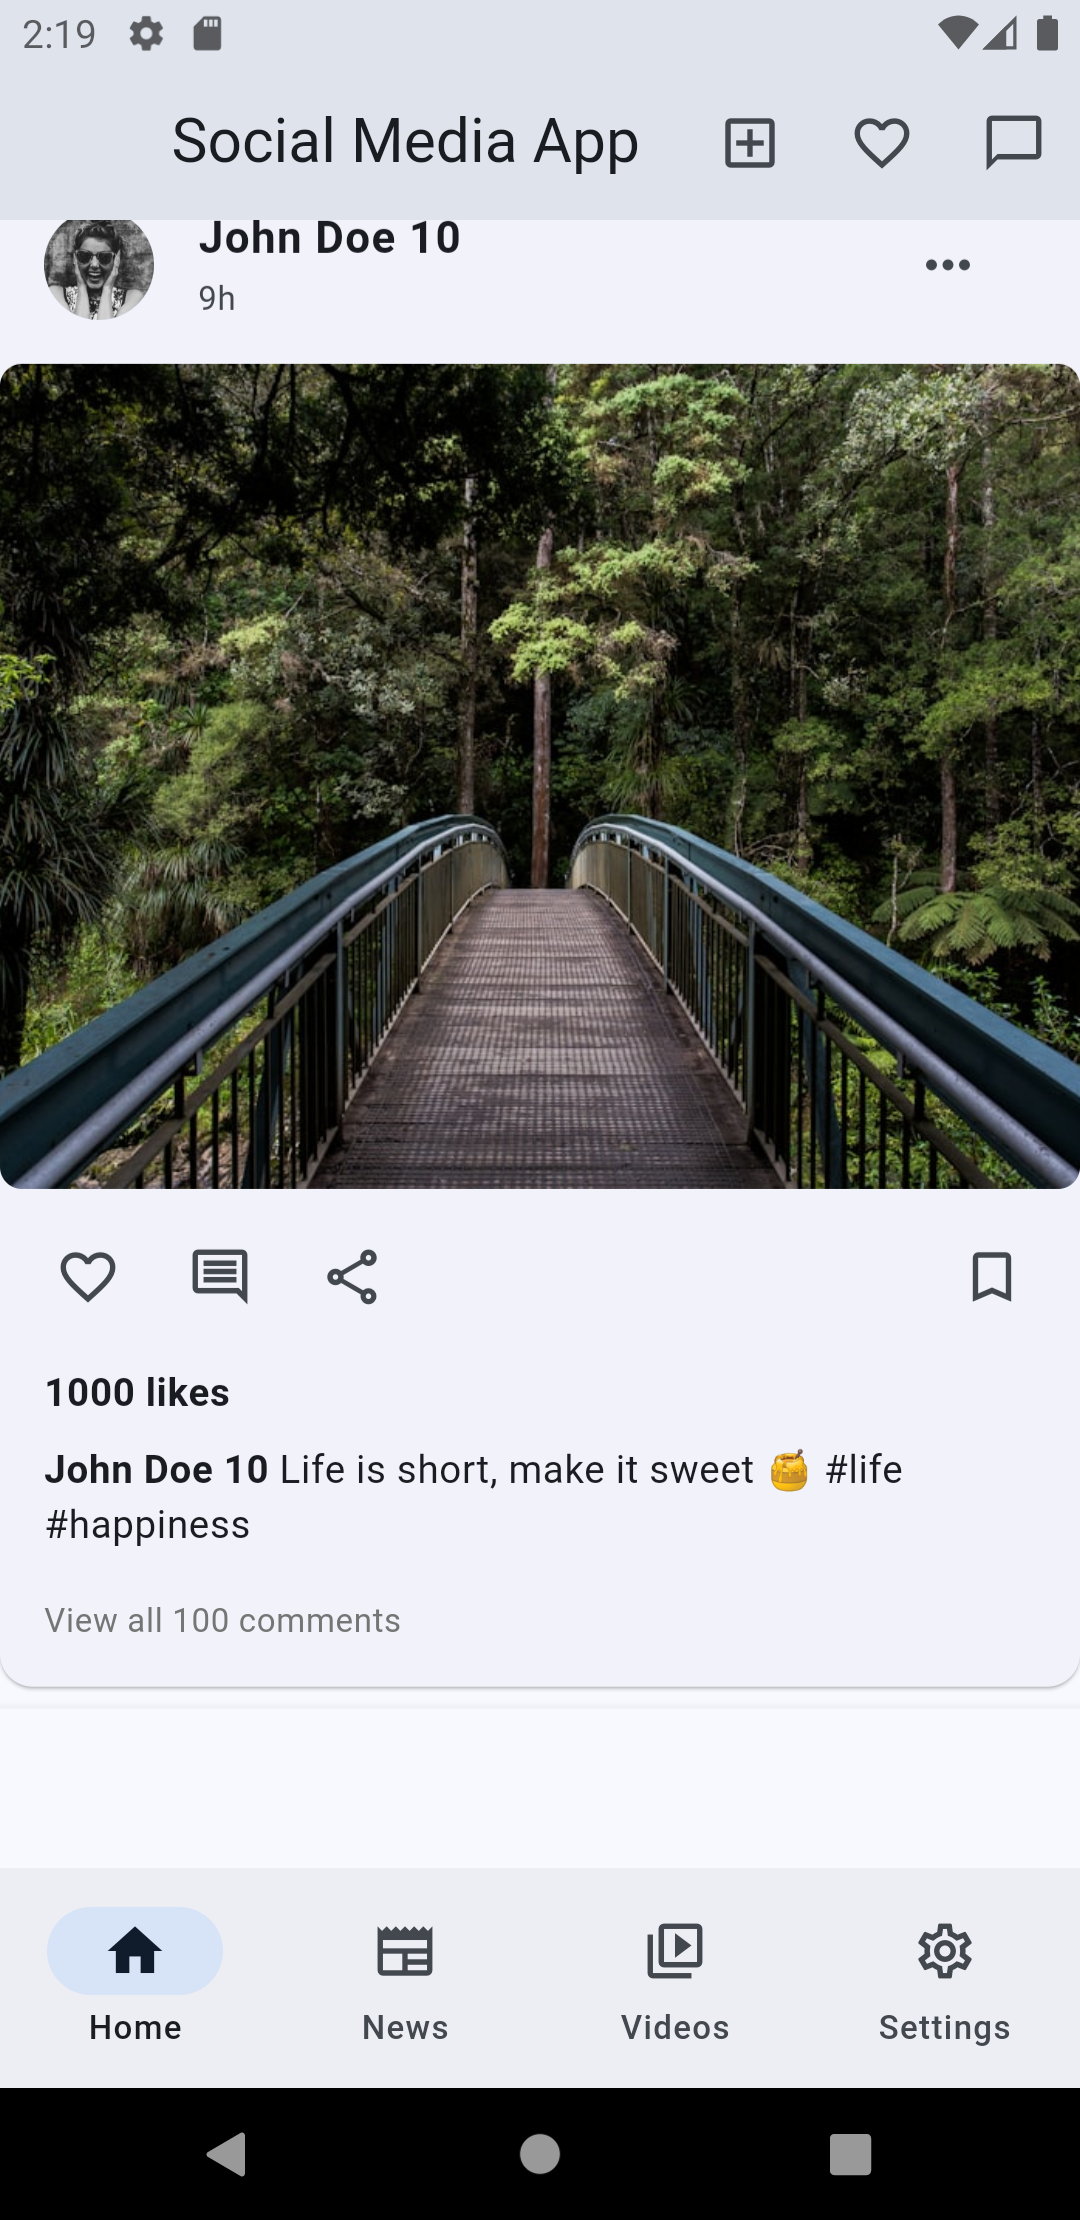 2:19
Social Media App
John Doe 10
9h
1000 likes
John Doe 10 Life is short, make it sweet 🍯 #life
#happiness
View all 100 comments
Home News Videos Settings